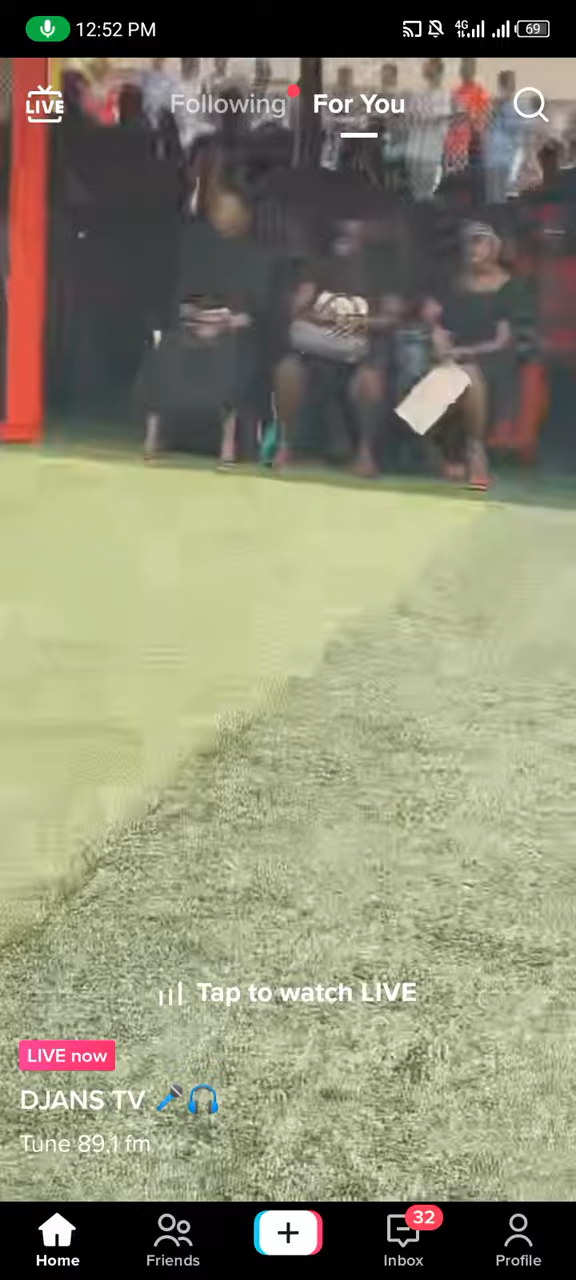 12:52 PM
4G
69
LIVE
Following
For You
Tap to watch LIVE
LIVE now
DJANS TV 🎤🎧
Tune 89.1 fm
32
Home
Friends
Inbox
Profile